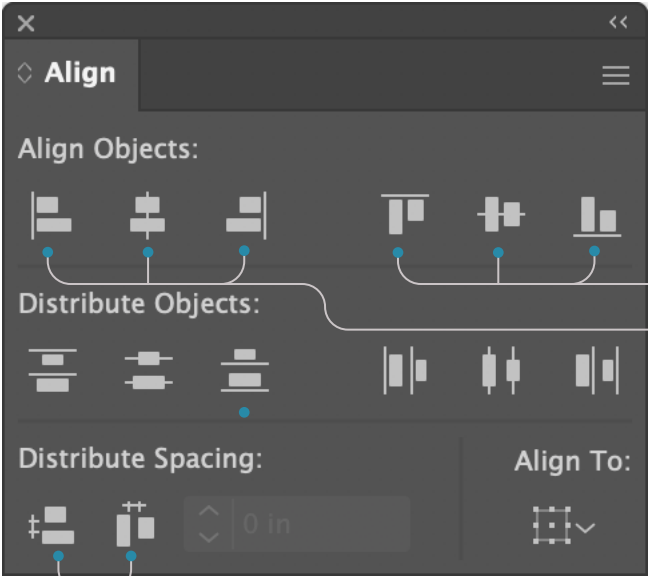 Align
Align Objects:
Distribute Objects:
Distribute Spacing:
Align To:
0 in